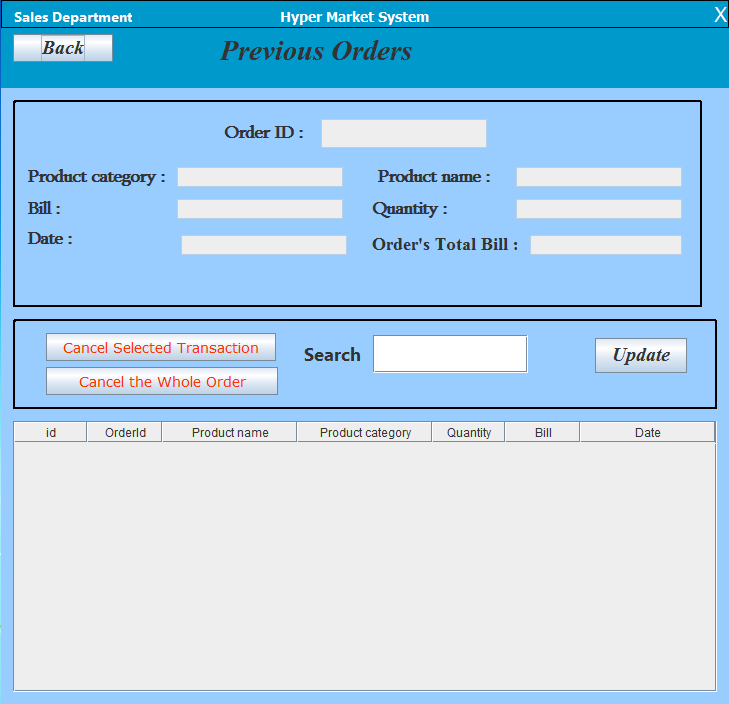 Sales Department Hyper Market System X
Back Previous Orders
Order ID :
Product category : Product name :
Bill : Quantity :
Date : Order's Total Bill :
Cancel Selected Transaction Search Update
Cancel the Whole Order
id OrderId Product name Product category Quantity Bill Date